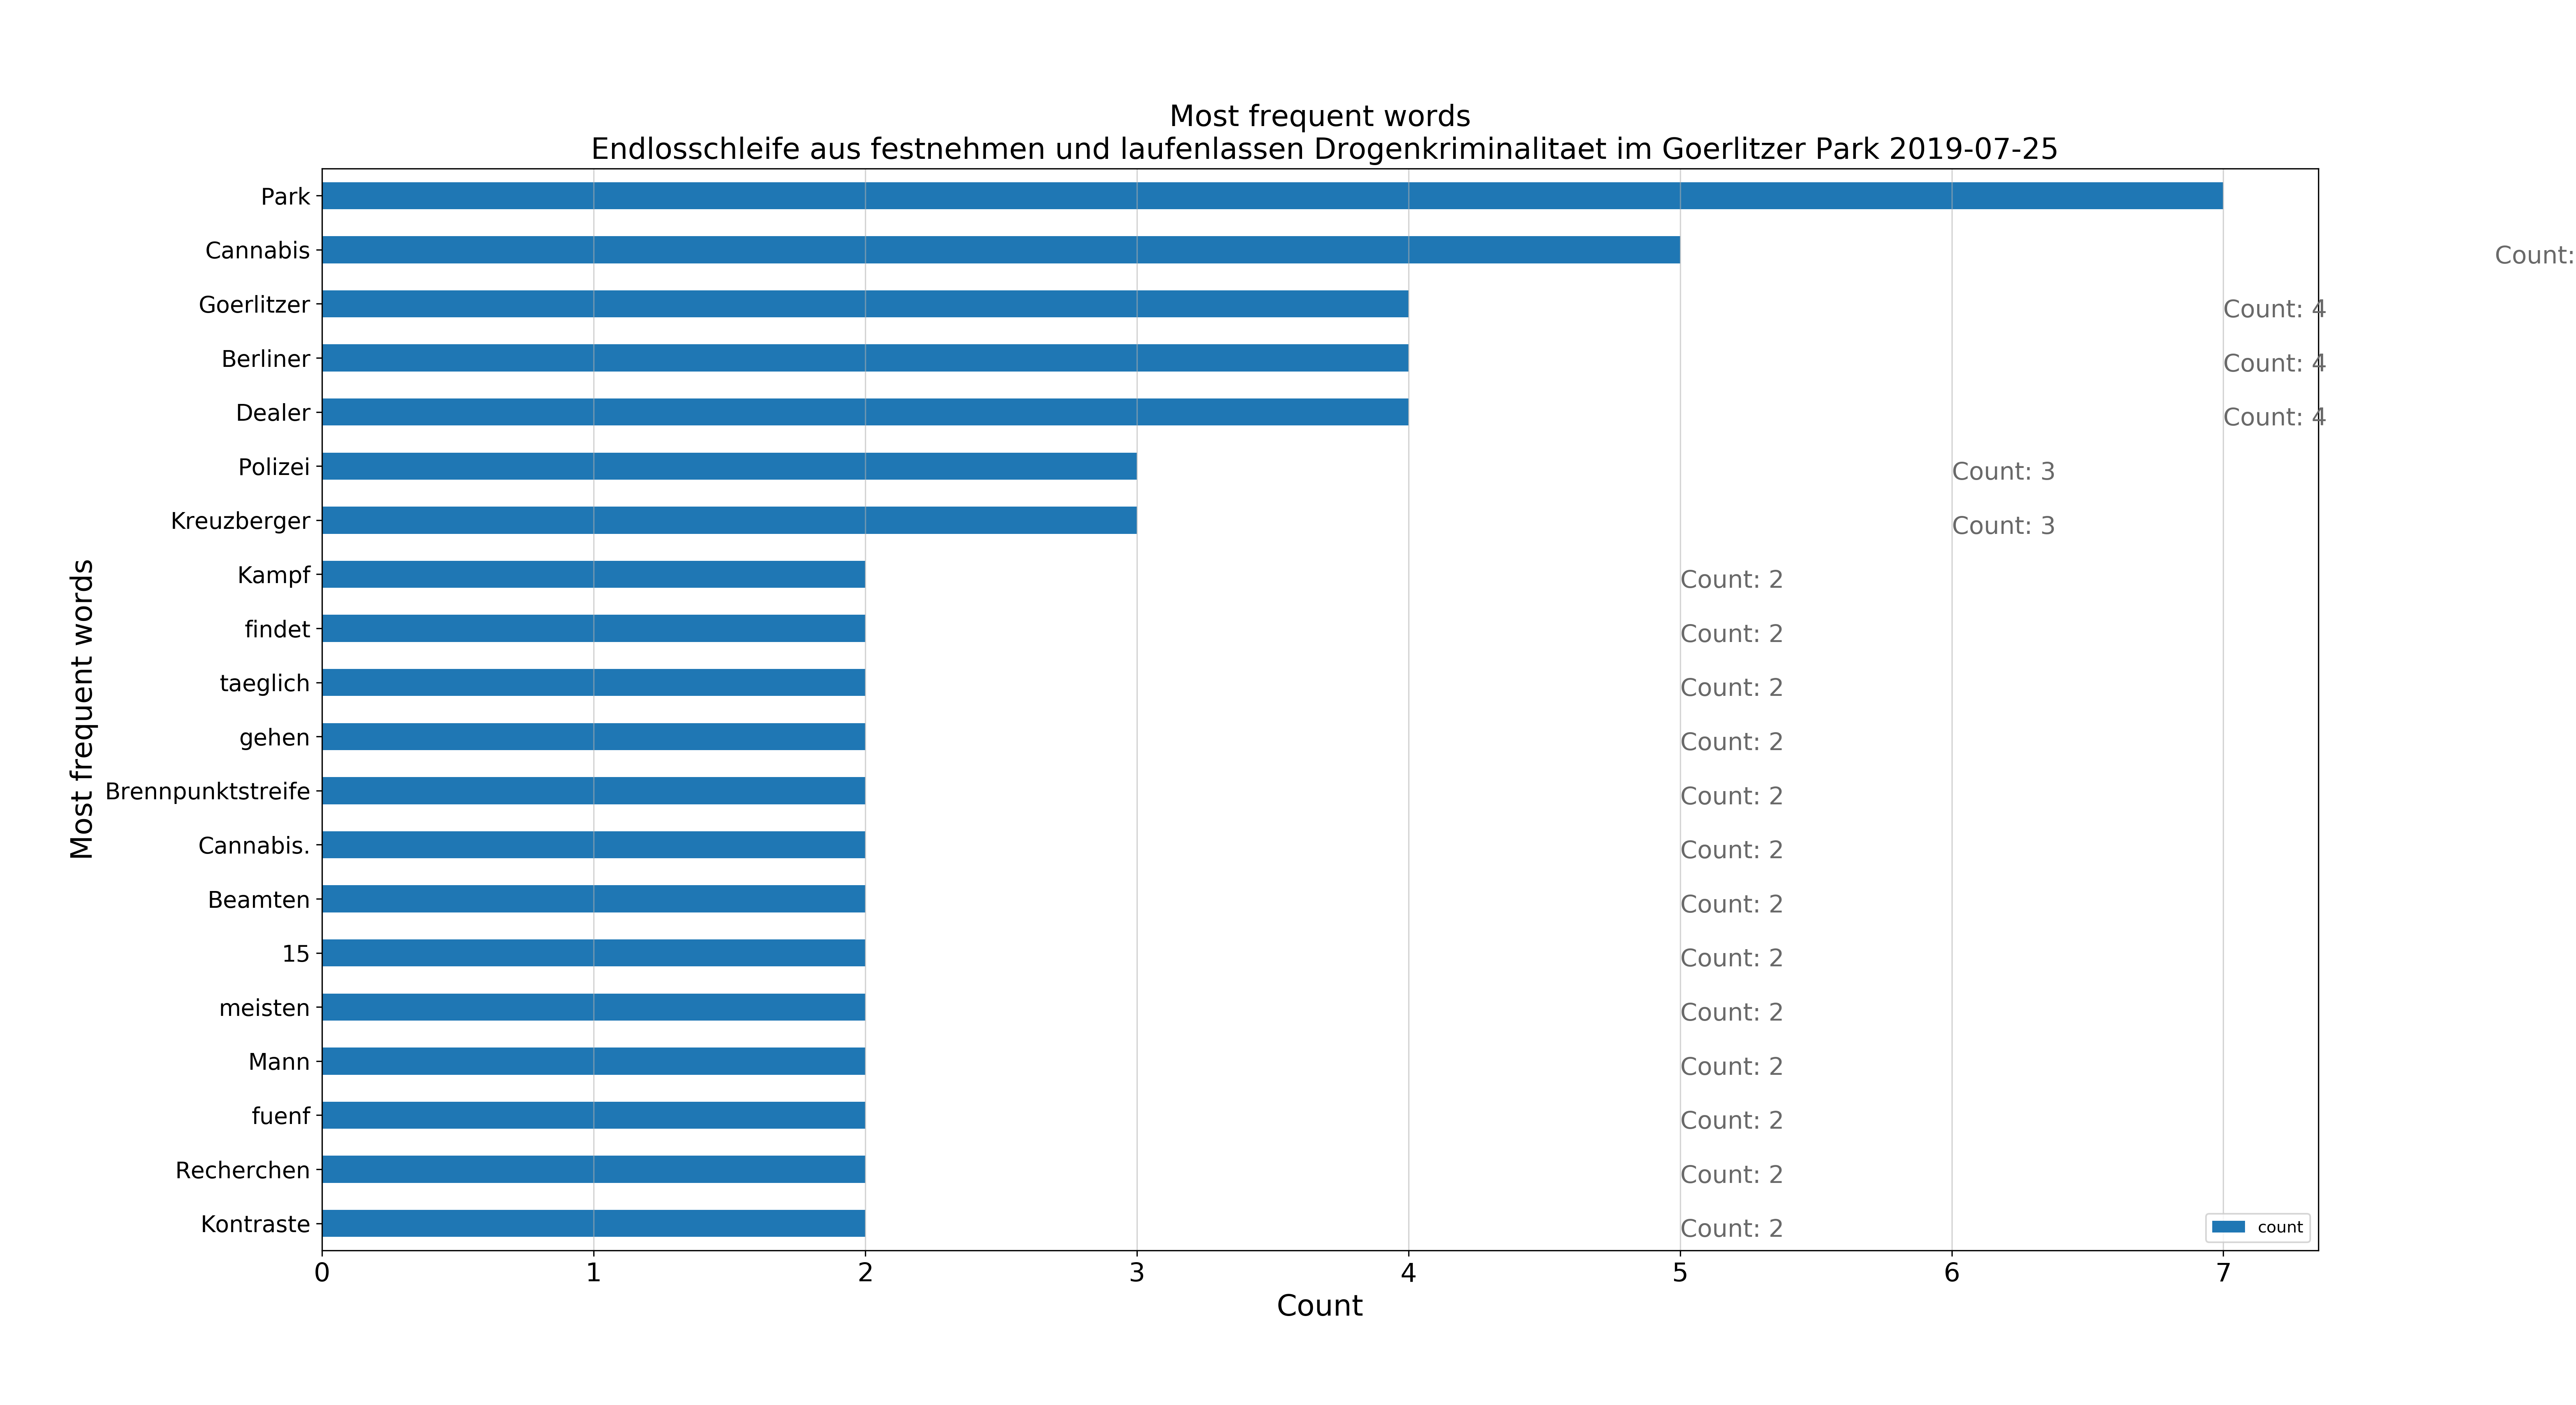 Most frequent words
Endlosschleife aus festnehmen und laufenlassen Drogenkriminalitaet im Goerlitzer Park 2019-07-25
Most frequent words
Park
Cannabis Count:
Goerlitzer Count: 4
Berliner Count: 4
Dealer Count: 4
Polizei Count: 3
Kreuzberger Count: 3
Kampf Count: 2
findet Count: 2
taeglich Count: 2
gehen Count: 2
Brennpunktstreife Count: 2
Cannabis. Count: 2
Beamten Count: 2
15 Count: 2
meisten Count: 2
Mann Count: 2
fuenf Count: 2
Recherchen Count: 2
Kontraste Count: 2
count
0 1 2 3 4 5 6 7
Count